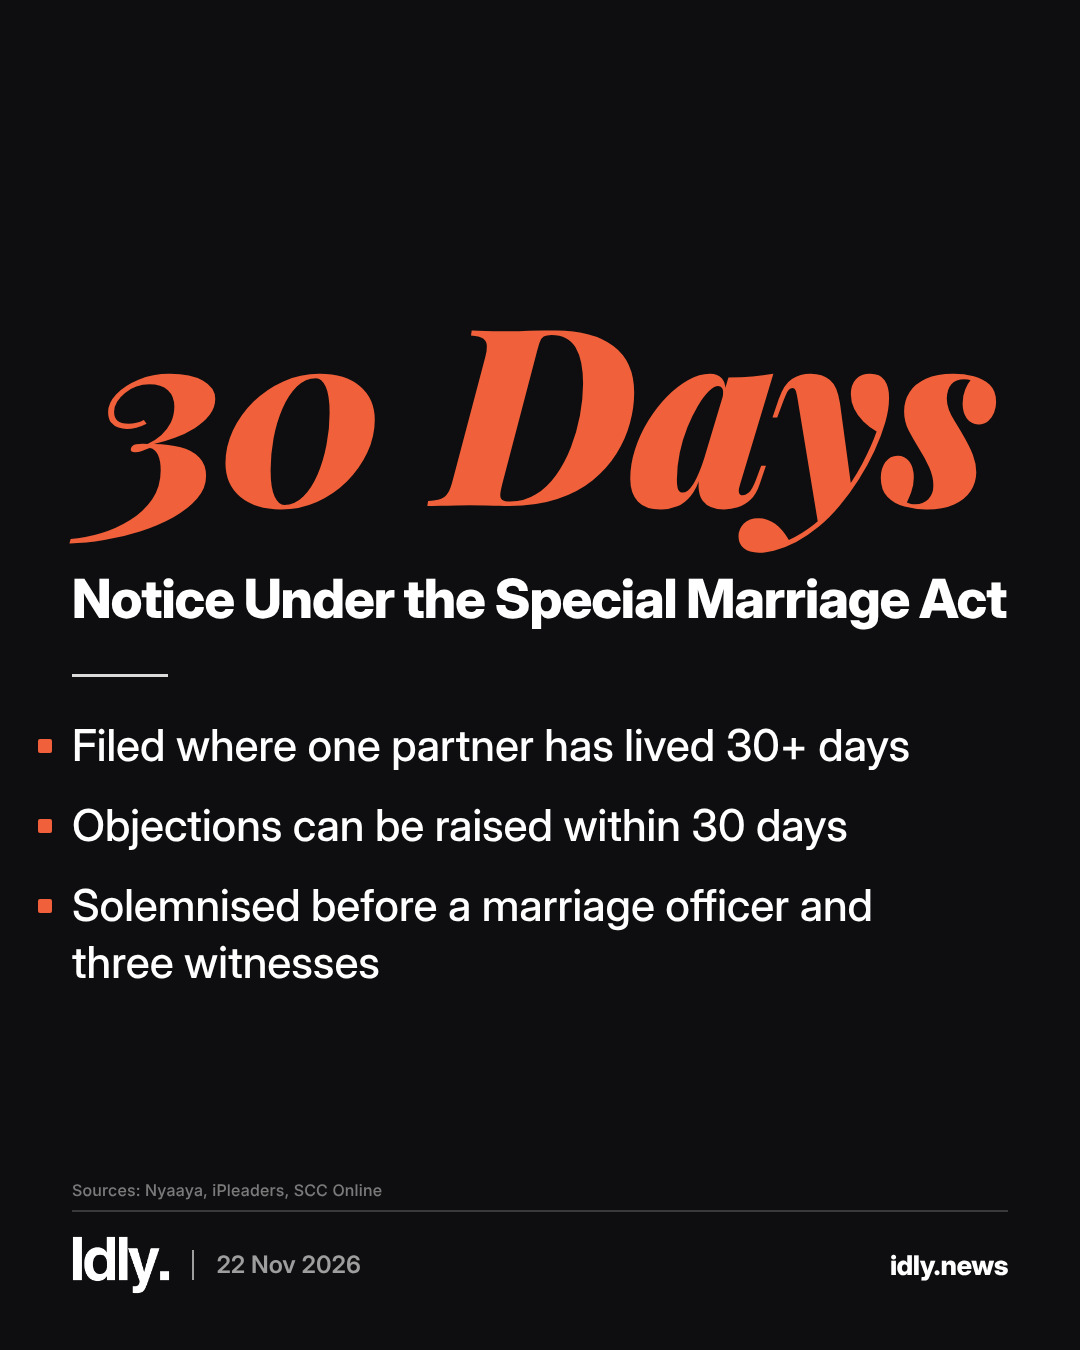 30 Days
Notice Under the Special Marriage Act
Filed where one partner has lived 30+ days
Objections can be raised within 30 days
Solemnised before a marriage officer and
three witnesses
Sources: Nyaaya, iPleaders, SCC Online
Idly. | 22 Nov 2026
idly.news